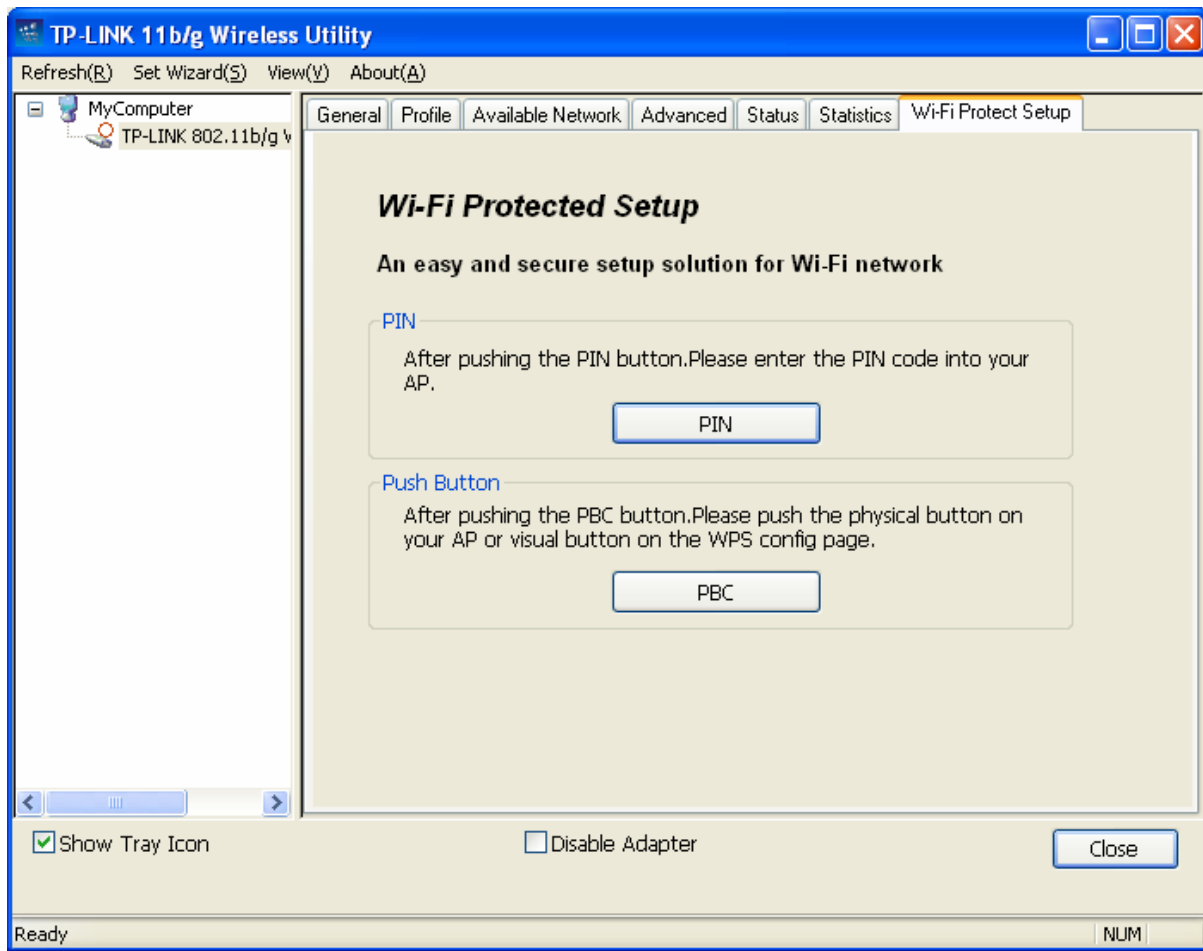 TP-LINK 11b/g Wireless Utility
Refresh(R) Set Wizard(S) View(V) About(A)
MyComputer
TP-LINK 802.11b/g W
General Profile Available Network Advanced Status Statistics Wi-Fi Protect Setup
Wi-Fi Protected Setup
An easy and secure setup solution for Wi-Fi network
PIN
After pushing the PIN button.Please enter the PIN code into your
AP.
PIN
Push Button
After pushing the PBC button.Please push the physical button on
your AP or visual button on the WPS config page.
PBC
Show Tray Icon Disable Adapter Close
Ready NUM